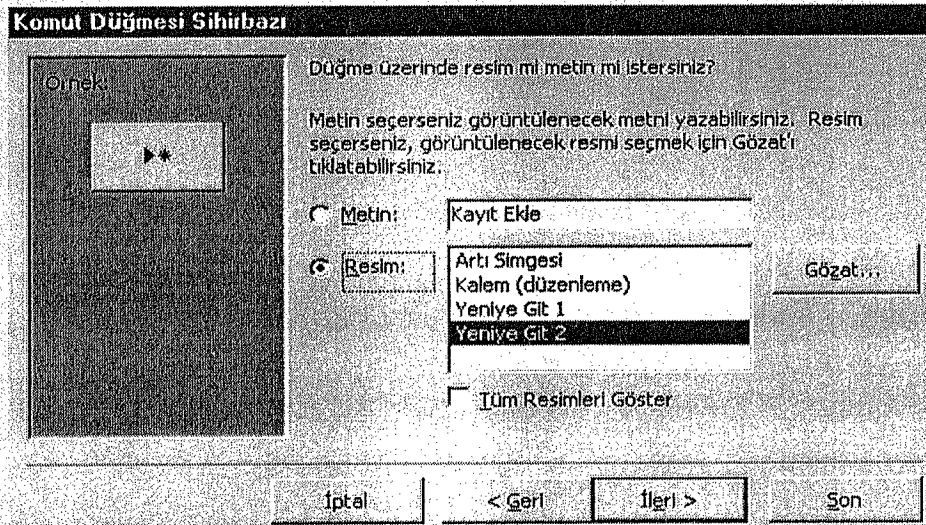 Komut Düğmesi Sihirbazı
Örnek:
Düğme üzerinde resim mi metin mi istersiniz?
Metin seçerseniz görüntülenecek metni yazabilirsiniz. Resim
seçerseniz, görüntülenecek resmi seçmek için Gözat'ı
tıklatabilirsiniz.
Metin:
Kayıt Ekle
Resim:
Artı Simgesi
Kalem (düzenleme)
Yeniye Git 1
Yeniye Git 2
Gözat...
Tüm Resimleri Göster
İptal
< Geri
İleri >
Son